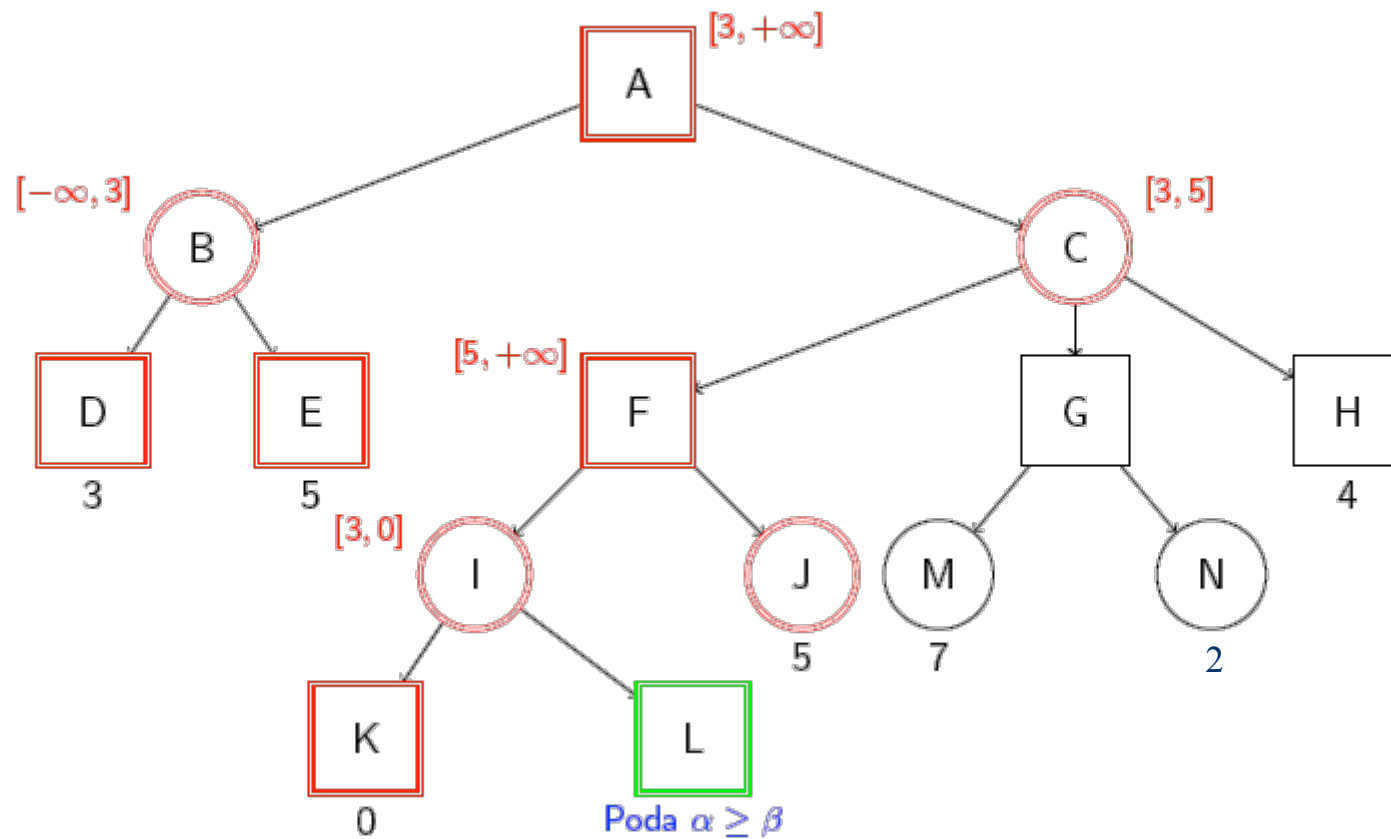 [3, +∞]
A
[−∞, 3]
B
C
[3, 5]
D
E
[5, +∞]
F
G
H
3
5
4
[3, 0]
I
J
M
N
5
7
2
K
L
0
Poda α ≥ β